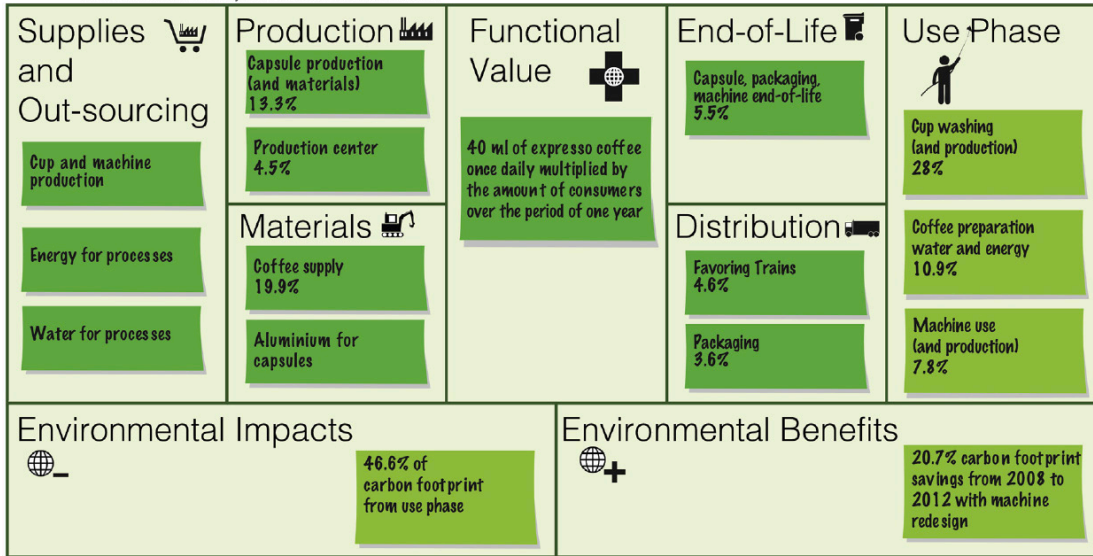 Supplies
and
Out-sourcing
Cup and machine
production
Energy for processes
Water for processes
Production
Capsule production
(and materials)
13.3%
Production center
4.5%
Materials
Coffee supply
19.9%
Aluminium for
capsules
Functional
Value
40 ml of expresso coffee
once daily multiplied by
the amount of consumers
over the period of one year
End-of-Life
Capsule, packaging,
machine end-of-life
5.5%
Distribution
Favoring Trains
4.6%
Packaging
3.6%
Use Phase
Cup washing
(and production)
28%
Coffee preparation
water and energy
10.9%
Machine use
(and production)
7.8%
Environmental Impacts
46.6% of
carbon footprint
from use phase
Environmental Benefits
20.7% carbon footprint
savings from 2008 to
2012 with machine
redesign